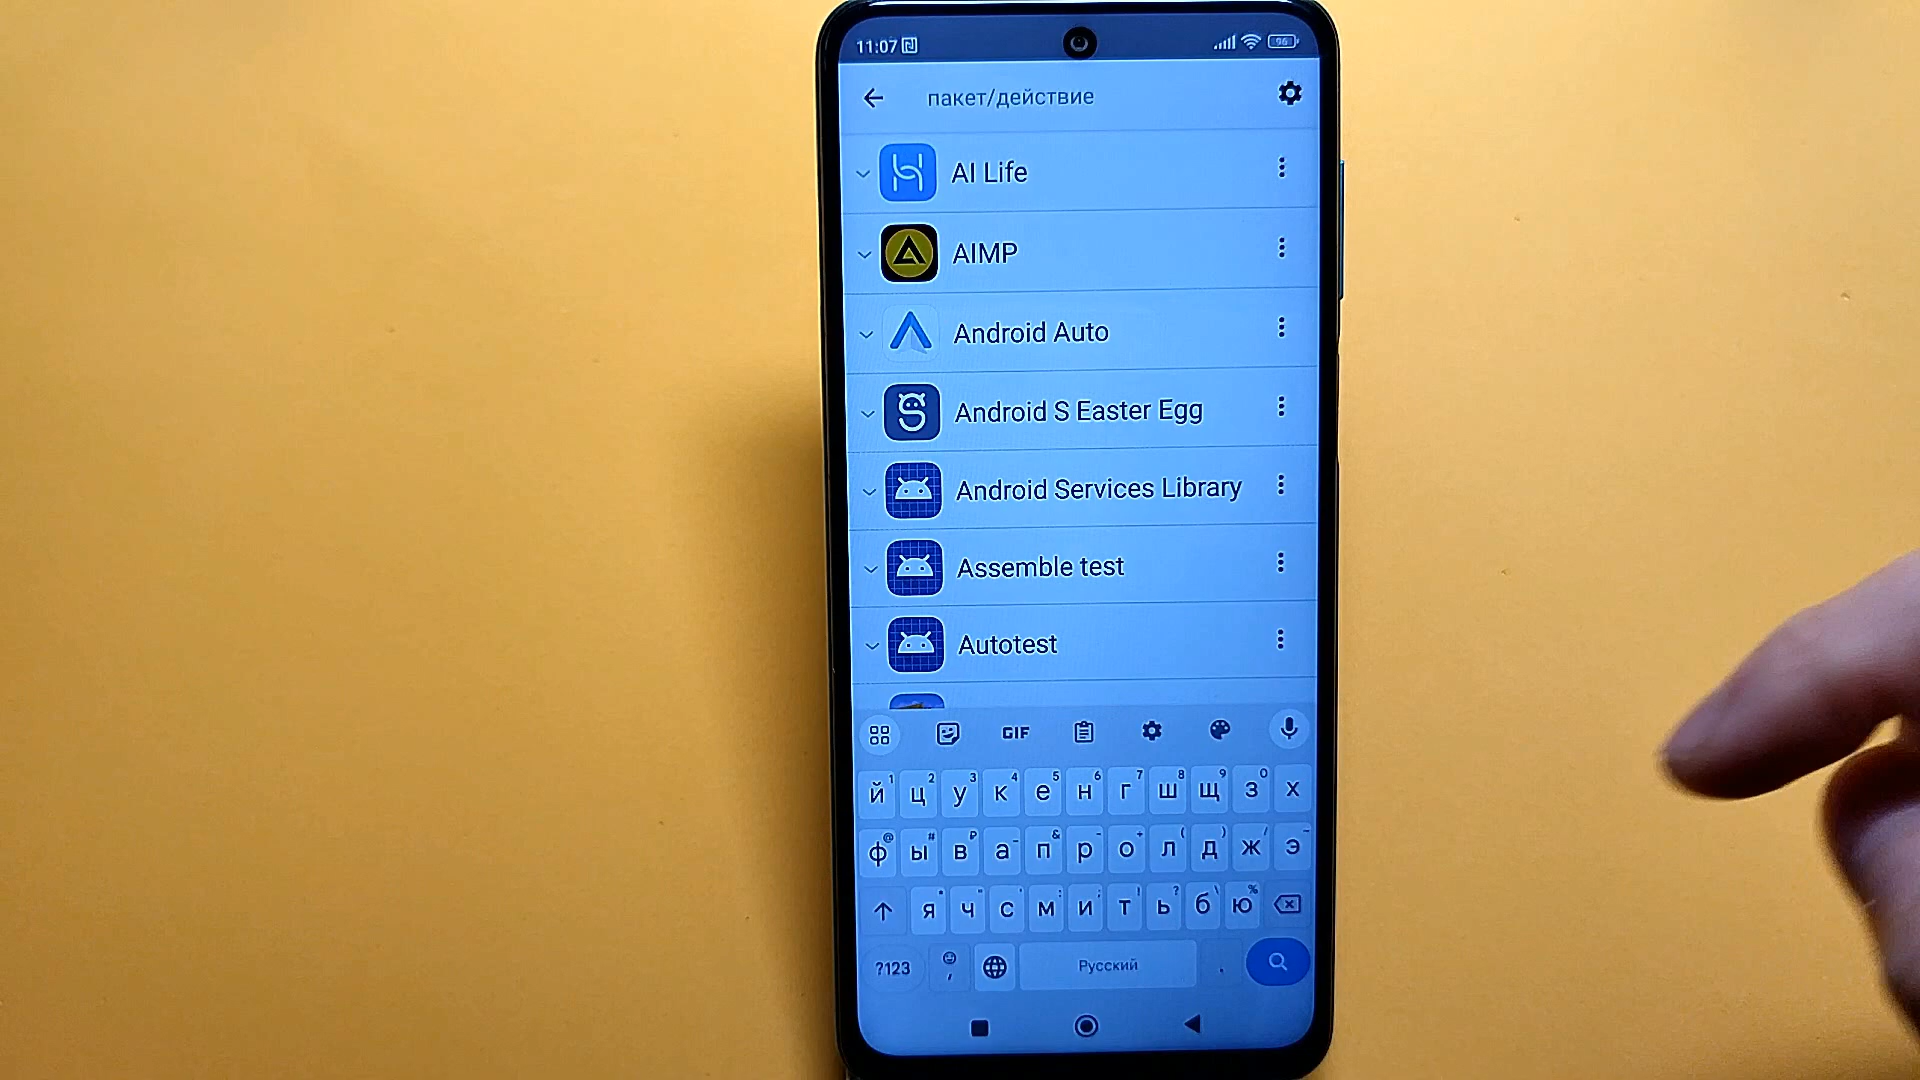 11:07 96
пакет/действие
AI Life
AIMP
Android Auto
Android S Easter Egg
Android Services Library
Assemble test
Autotest
GIF
й1 ц2 у3 к4 е5 н6 г7 ш8 щ9 з0 х
ф@ ы# в₽ а п& р- о+ л( д) ж/ э
я* ч" с' м: и; т! ь? б\ ю%
?123 , Русский .